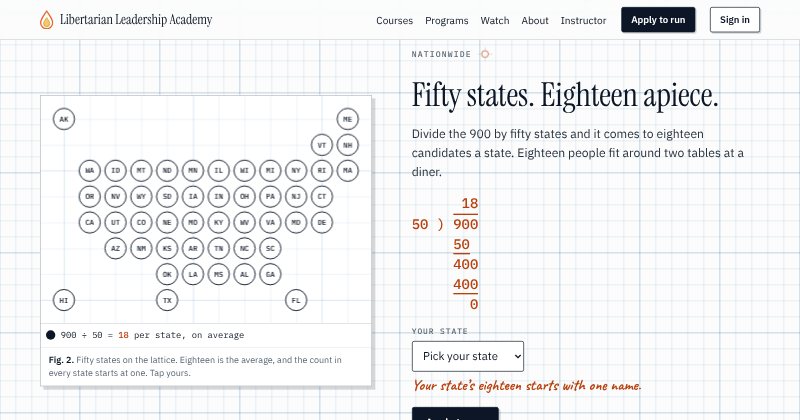 Libertarian Leadership Academy
Courses Programs Watch About Instructor Apply to run Sign in
AK ME
VT NH
WA ID MT ND MN IL WI MI NY RI MA
OR NV WY SD IA IN OH PA NJ CT
CA UT CO NE MO KY WV VA MD DE
AZ NM KS AR TN NC SC
OK LA MS AL GA
HI TX FL
900 ÷ 50 = 18 per state, on average
Fig. 2. Fifty states on the lattice. Eighteen is the average, and the count in
every state starts at one. Tap yours.
NATIONWIDE
Fifty states. Eighteen apiece.
Divide the 900 by fifty states and it comes to eighteen
candidates a state. Eighteen people fit around two tables at a
diner.
18
50 ) 900
50
400
400
0
YOUR STATE
Pick your state
Your state's eighteen starts with one name.